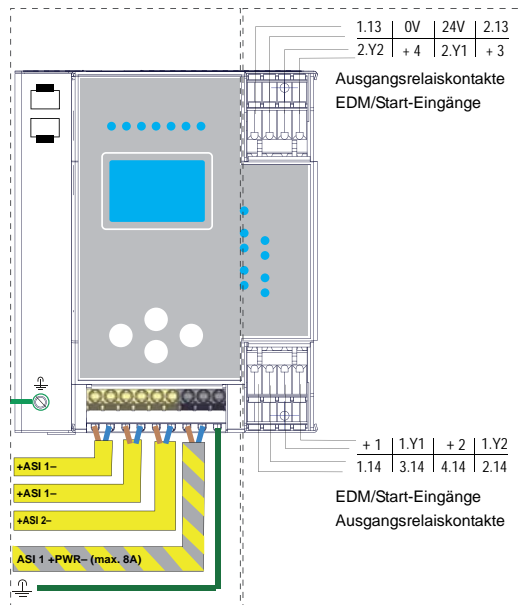 1.13 | 0V | 24V | 2.13
2.Y2 | + 4 | 2.Y1 | + 3
Ausgangsrelaiskontakte
EDM/Start-Eingänge
+ 1 | 1.Y1 | + 2 | 1.Y2
1.14 | 3.14 | 4.14 | 2.14
EDM/Start-Eingänge
Ausgangsrelaiskontakte
+ASI 1–
+ASI 1–
+ASI 2–
ASI 1 +PWR– (max. 8A)